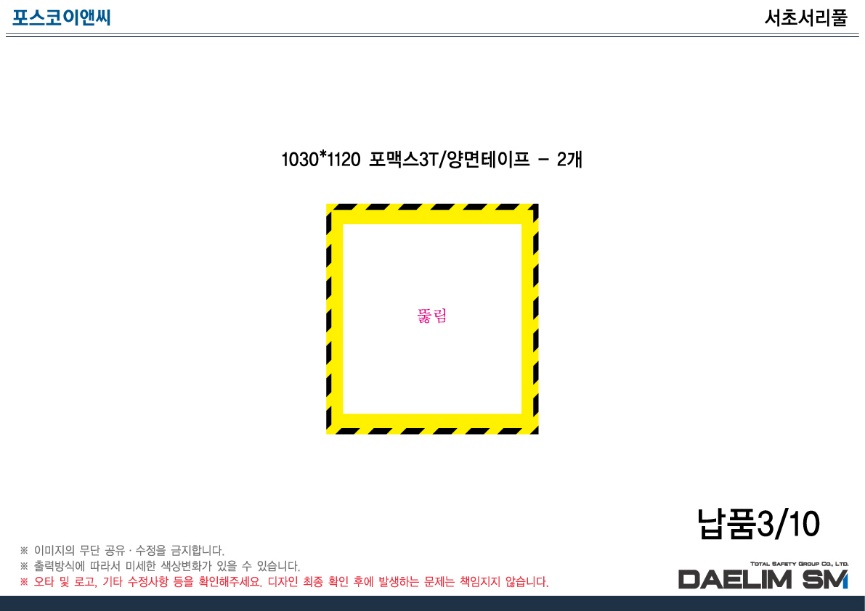 포스코이앤씨
서초서리풀
1030*1120 포맥스3T/양면테이프 - 2개
뚫림
납품3/10
※ 이미지의 무단 공유·수정을 금지합니다.
※ 출력방식에 따라서 미세한 색상변화가 있을 수 있습니다.
※ 오타 및 로고, 기타 수정사항 등을 확인해주세요. 디자인 최종 확인 후에 발생하는 문제는 책임지지 않습니다.
TOTAL SAFETY GROUP CO., LTD.
DAELIM SM